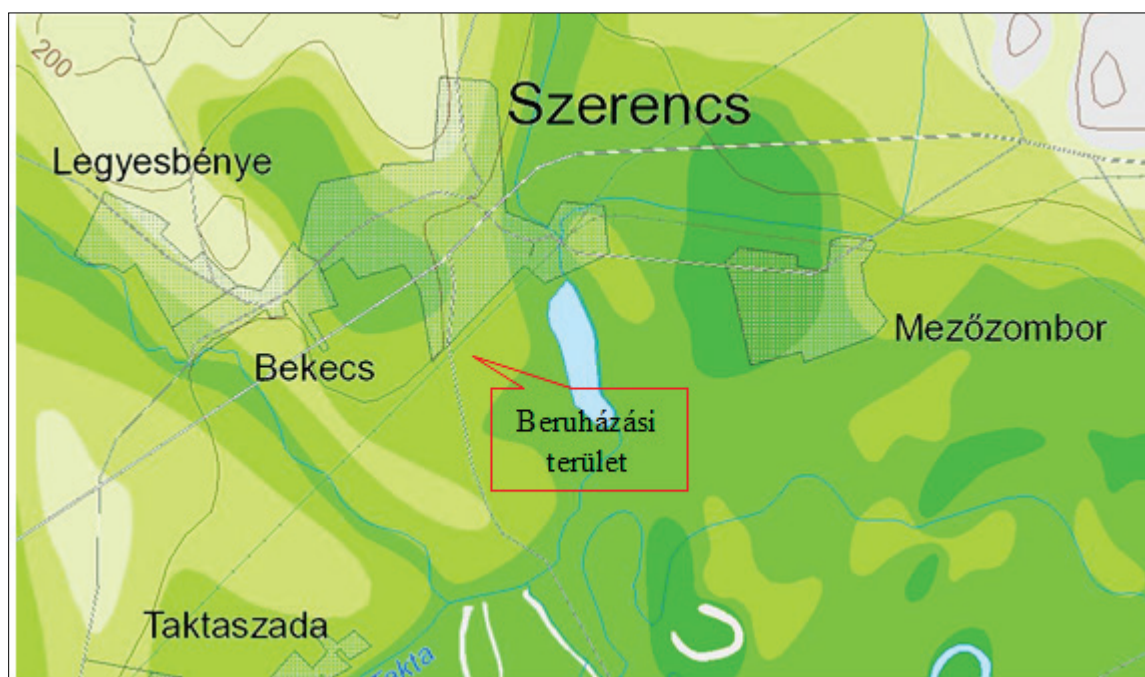 200
Szerencs
Legyesbénye
Mezőzombor
Bekecs
Beruházási
terület
Taktaszada
Takta